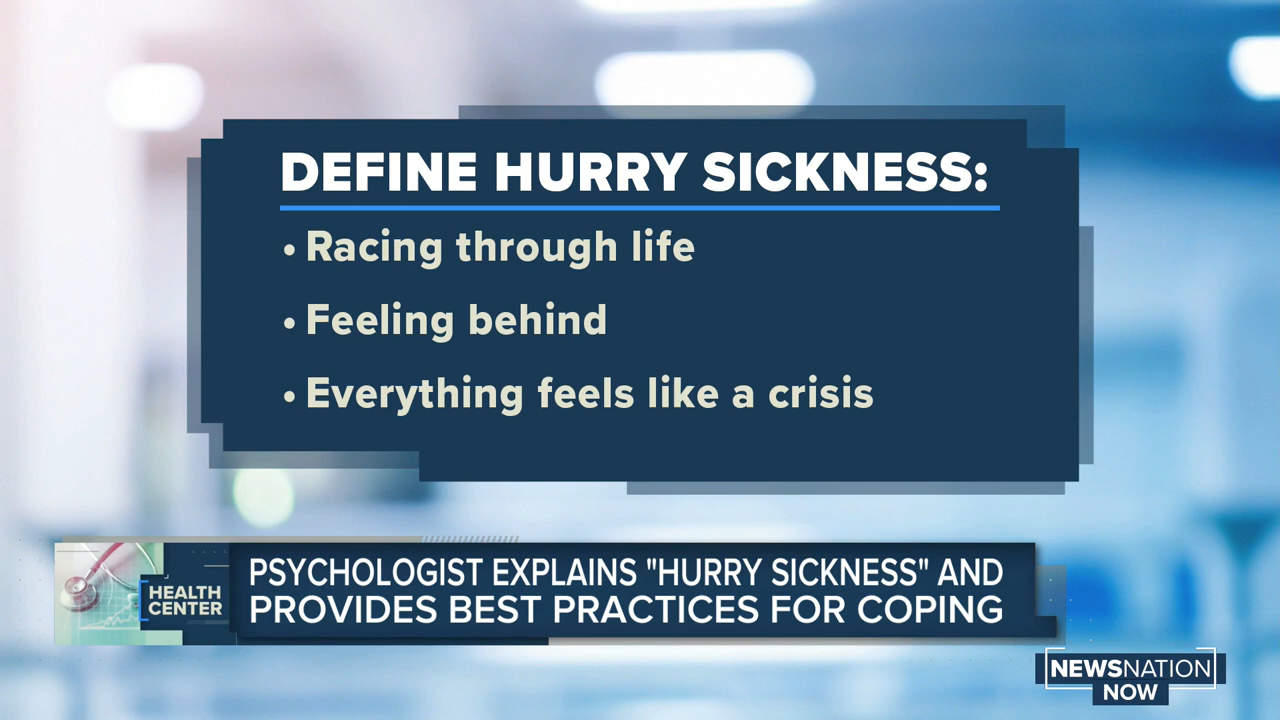 DEFINE HURRY SICKNESS:
• Racing through life
• Feeling behind
• Everything feels like a crisis
HEALTH
CENTER
PSYCHOLOGIST EXPLAINS "HURRY SICKNESS" AND
PROVIDES BEST PRACTICES FOR COPING
NEWSNATION
NOW